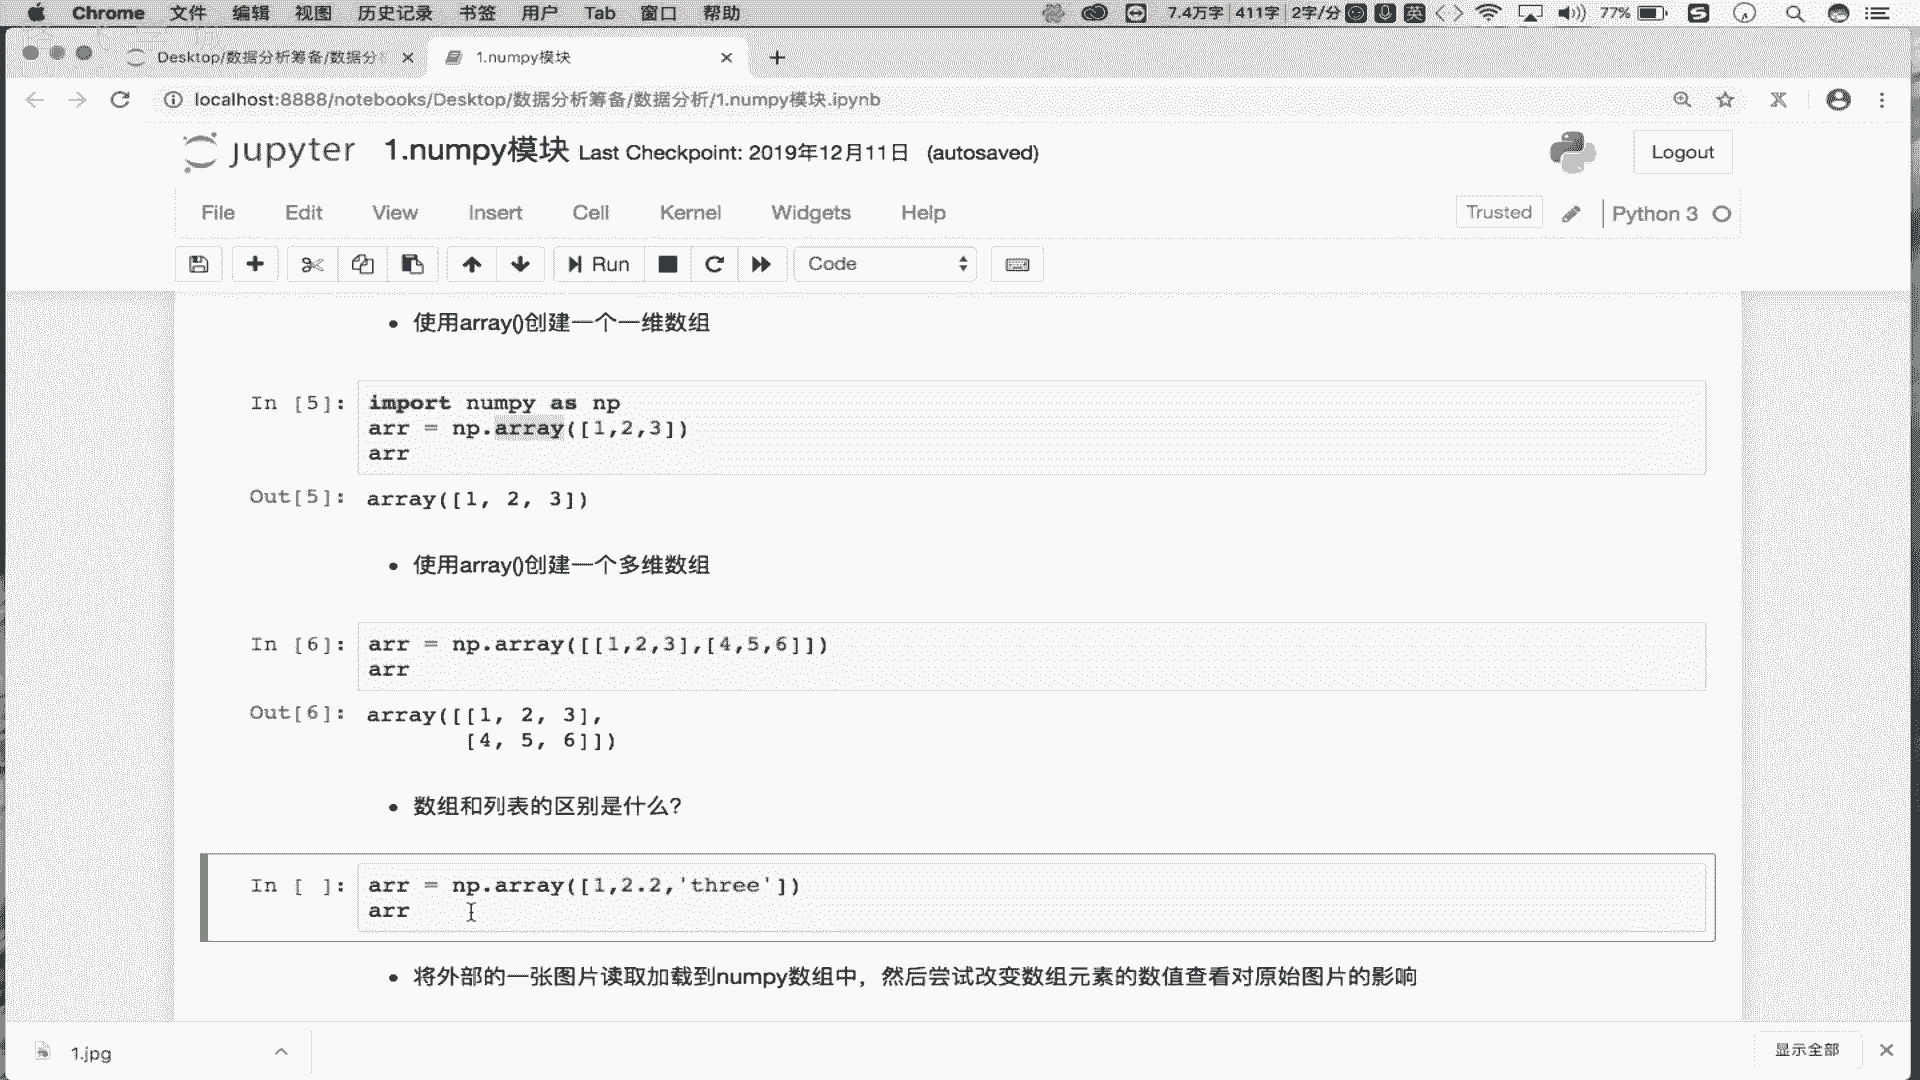 Chrome 文件 编辑 视图 历史记录 书签 用户 Tab 窗口 帮助 7.4万字 411字 2字/分 英 77%
Desktop/数据分析筹备/数据分析 1.numpy模块
localhost:8888/notebooks/Desktop/数据分析筹备/数据分析/1.numpy模块.ipynb
jupyter 1.numpy模块 Last Checkpoint: 2019年12月11日 (autosaved) Logout
File Edit View Insert Cell Kernel Widgets Help Trusted Python 3
Run Code
• 使用array()创建一个一维数组
In [5]: import numpy as np
arr = np.array([1,2,3])
arr
Out[5]: array([1, 2, 3])
• 使用array()创建一个多维数组
In [6]: arr = np.array([[1,2,3],[4,5,6]])
arr
Out[6]: array([[1, 2, 3],
[4, 5, 6]])
• 数组和列表的区别是什么?
In [ ]: arr = np.array([1,2.2,'three'])
arr
• 将外部的一张图片读取加载到numpy数组中，然后尝试改变数组元素的数值查看对原始图片的影响
1.jpg 显示全部